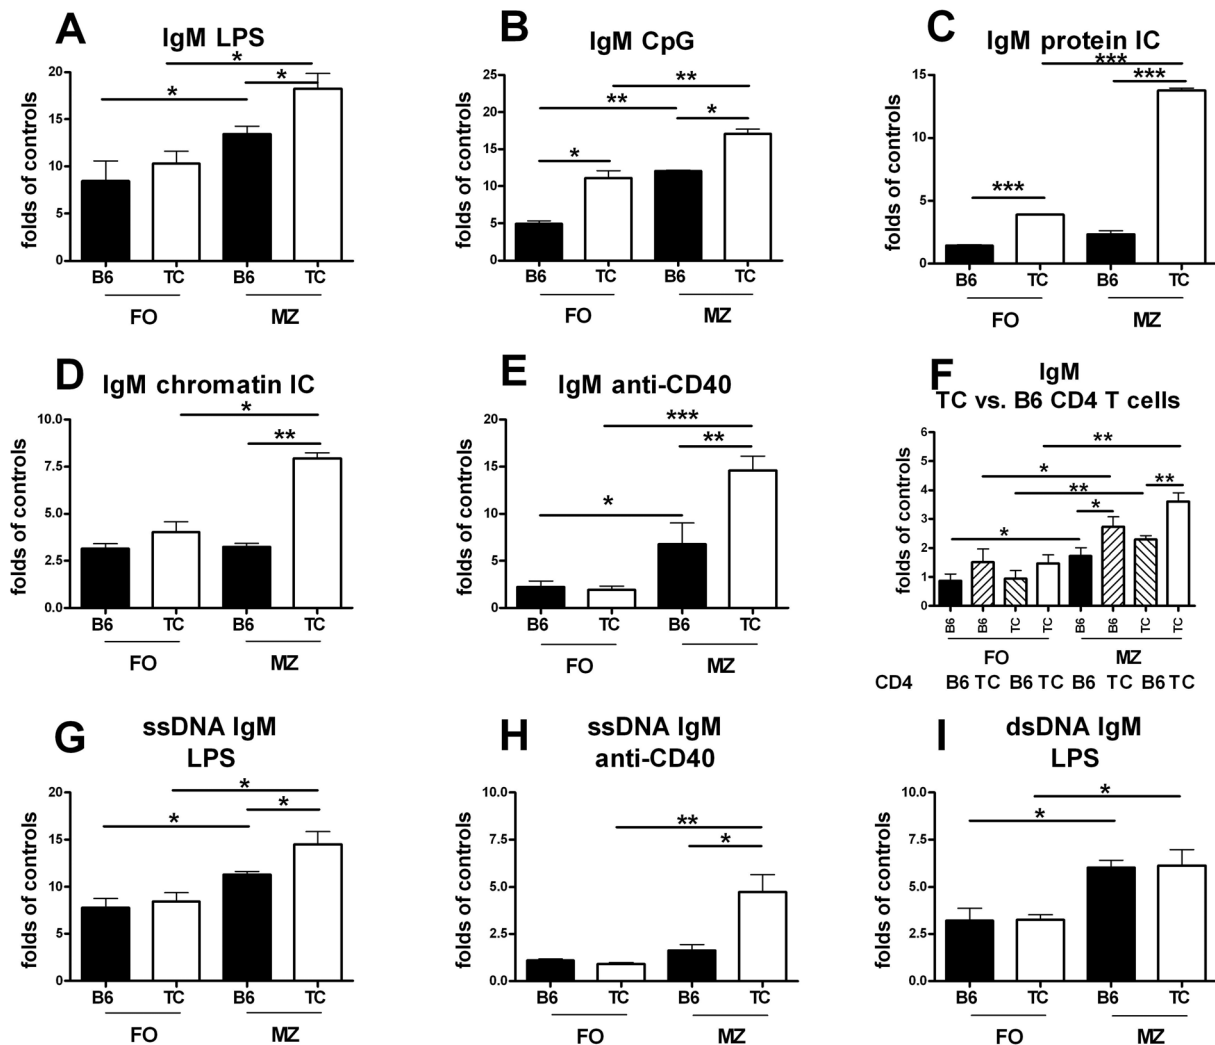 A
IgM LPS
folds of controls
20
15
10
5
0
*
*
*
B6 TC B6 TC
FO MZ
B
IgM CpG
folds of controls
25
20
15
10
5
0
**
**
*
*
B6 TC B6 TC
FO MZ
C
IgM protein IC
folds of controls
15
10
5
0
***
***
***
B6 TC B6 TC
FO MZ
D
IgM chromatin IC
folds of controls
10.0
7.5
5.0
2.5
0.0
*
**
B6 TC B6 TC
FO MZ
E
IgM anti-CD40
folds of controls
20
15
10
5
0
***
**
*
B6 TC B6 TC
FO MZ
F
IgM
TC vs. B6 CD4 T cells
folds of controls
6
5
4
3
2
1
0
**
*
**
**
*
*
B6 B6 TC TC B6 B6 TC TC
FO MZ
CD4 B6 TC B6 TC B6 TC B6 TC
G
ssDNA IgM
LPS
folds of controls
20
15
10
5
0
*
*
*
B6 TC B6 TC
FO MZ
H
ssDNA IgM
anti-CD40
folds of controls
10.0
7.5
5.0
2.5
0.0
**
*
B6 TC B6 TC
FO MZ
I
dsDNA IgM
LPS
folds of controls
10.0
7.5
5.0
2.5
0.0
*
*
B6 TC B6 TC
FO MZ